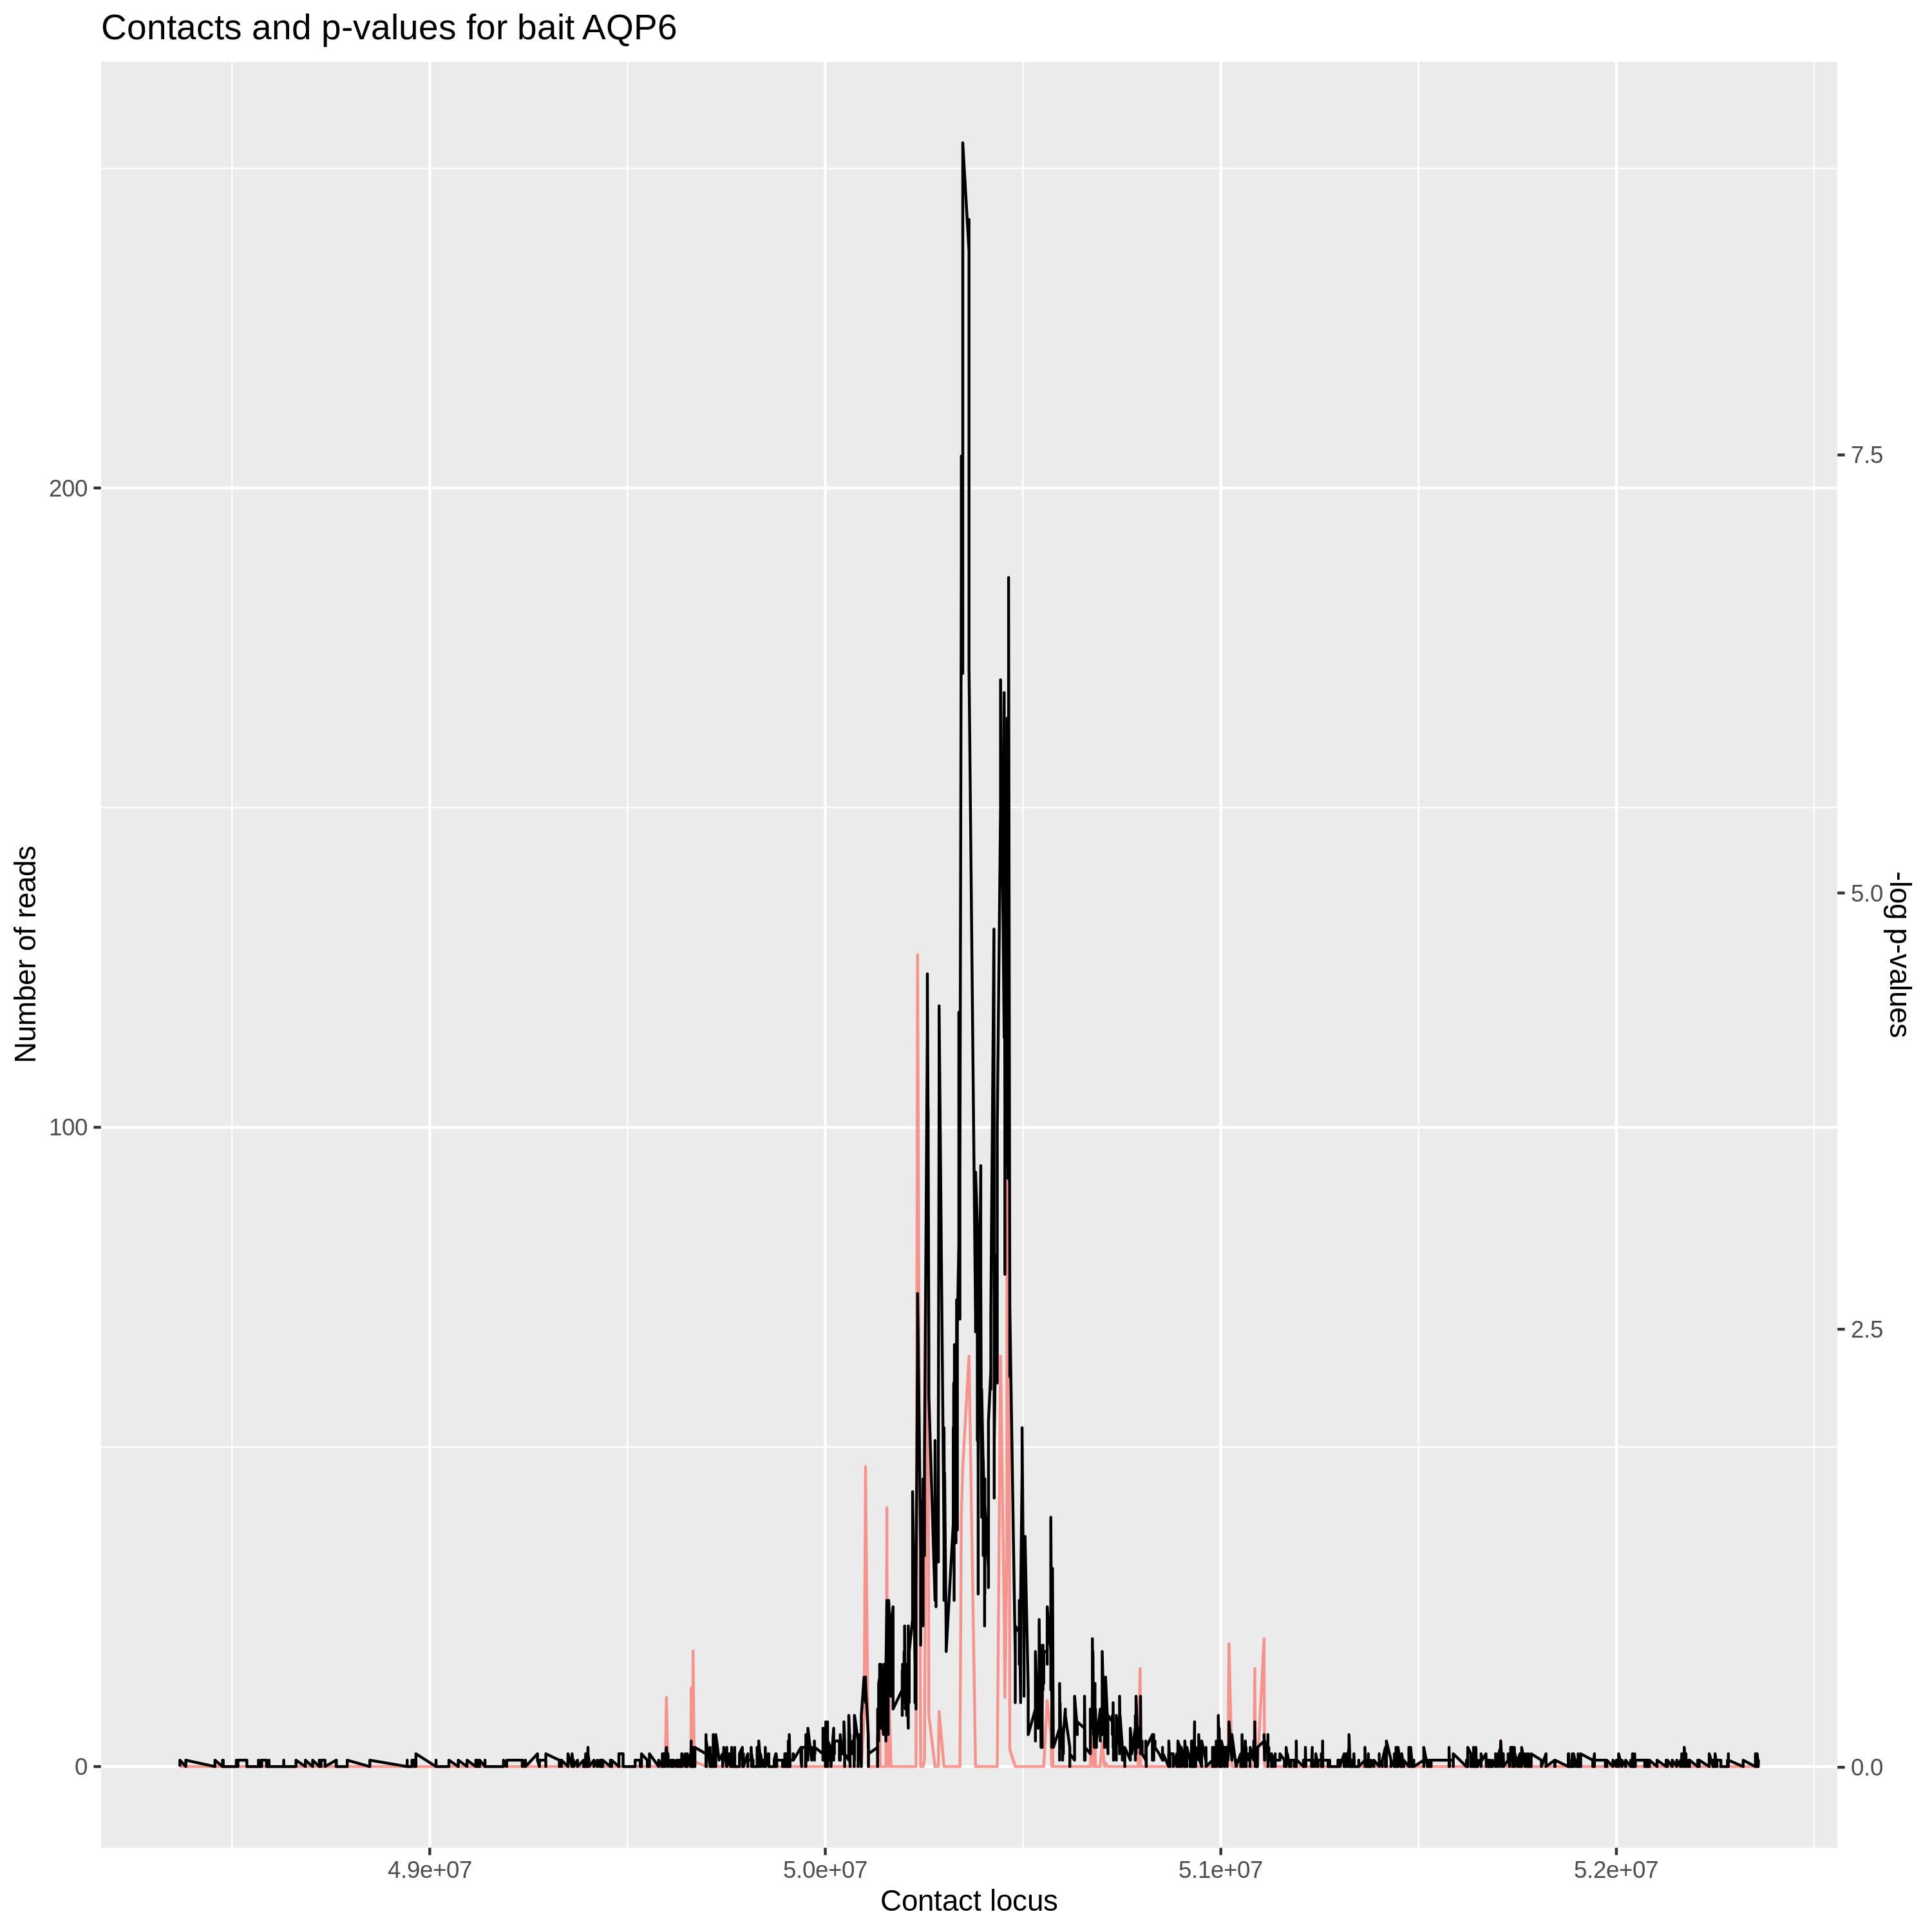 Contacts and p-values for bait AQP6
Number of reads
200
100
0
7.5
5.0
2.5
0.0
-log p-values
4.9e+07
5.0e+07
5.1e+07
5.2e+07
Contact locus